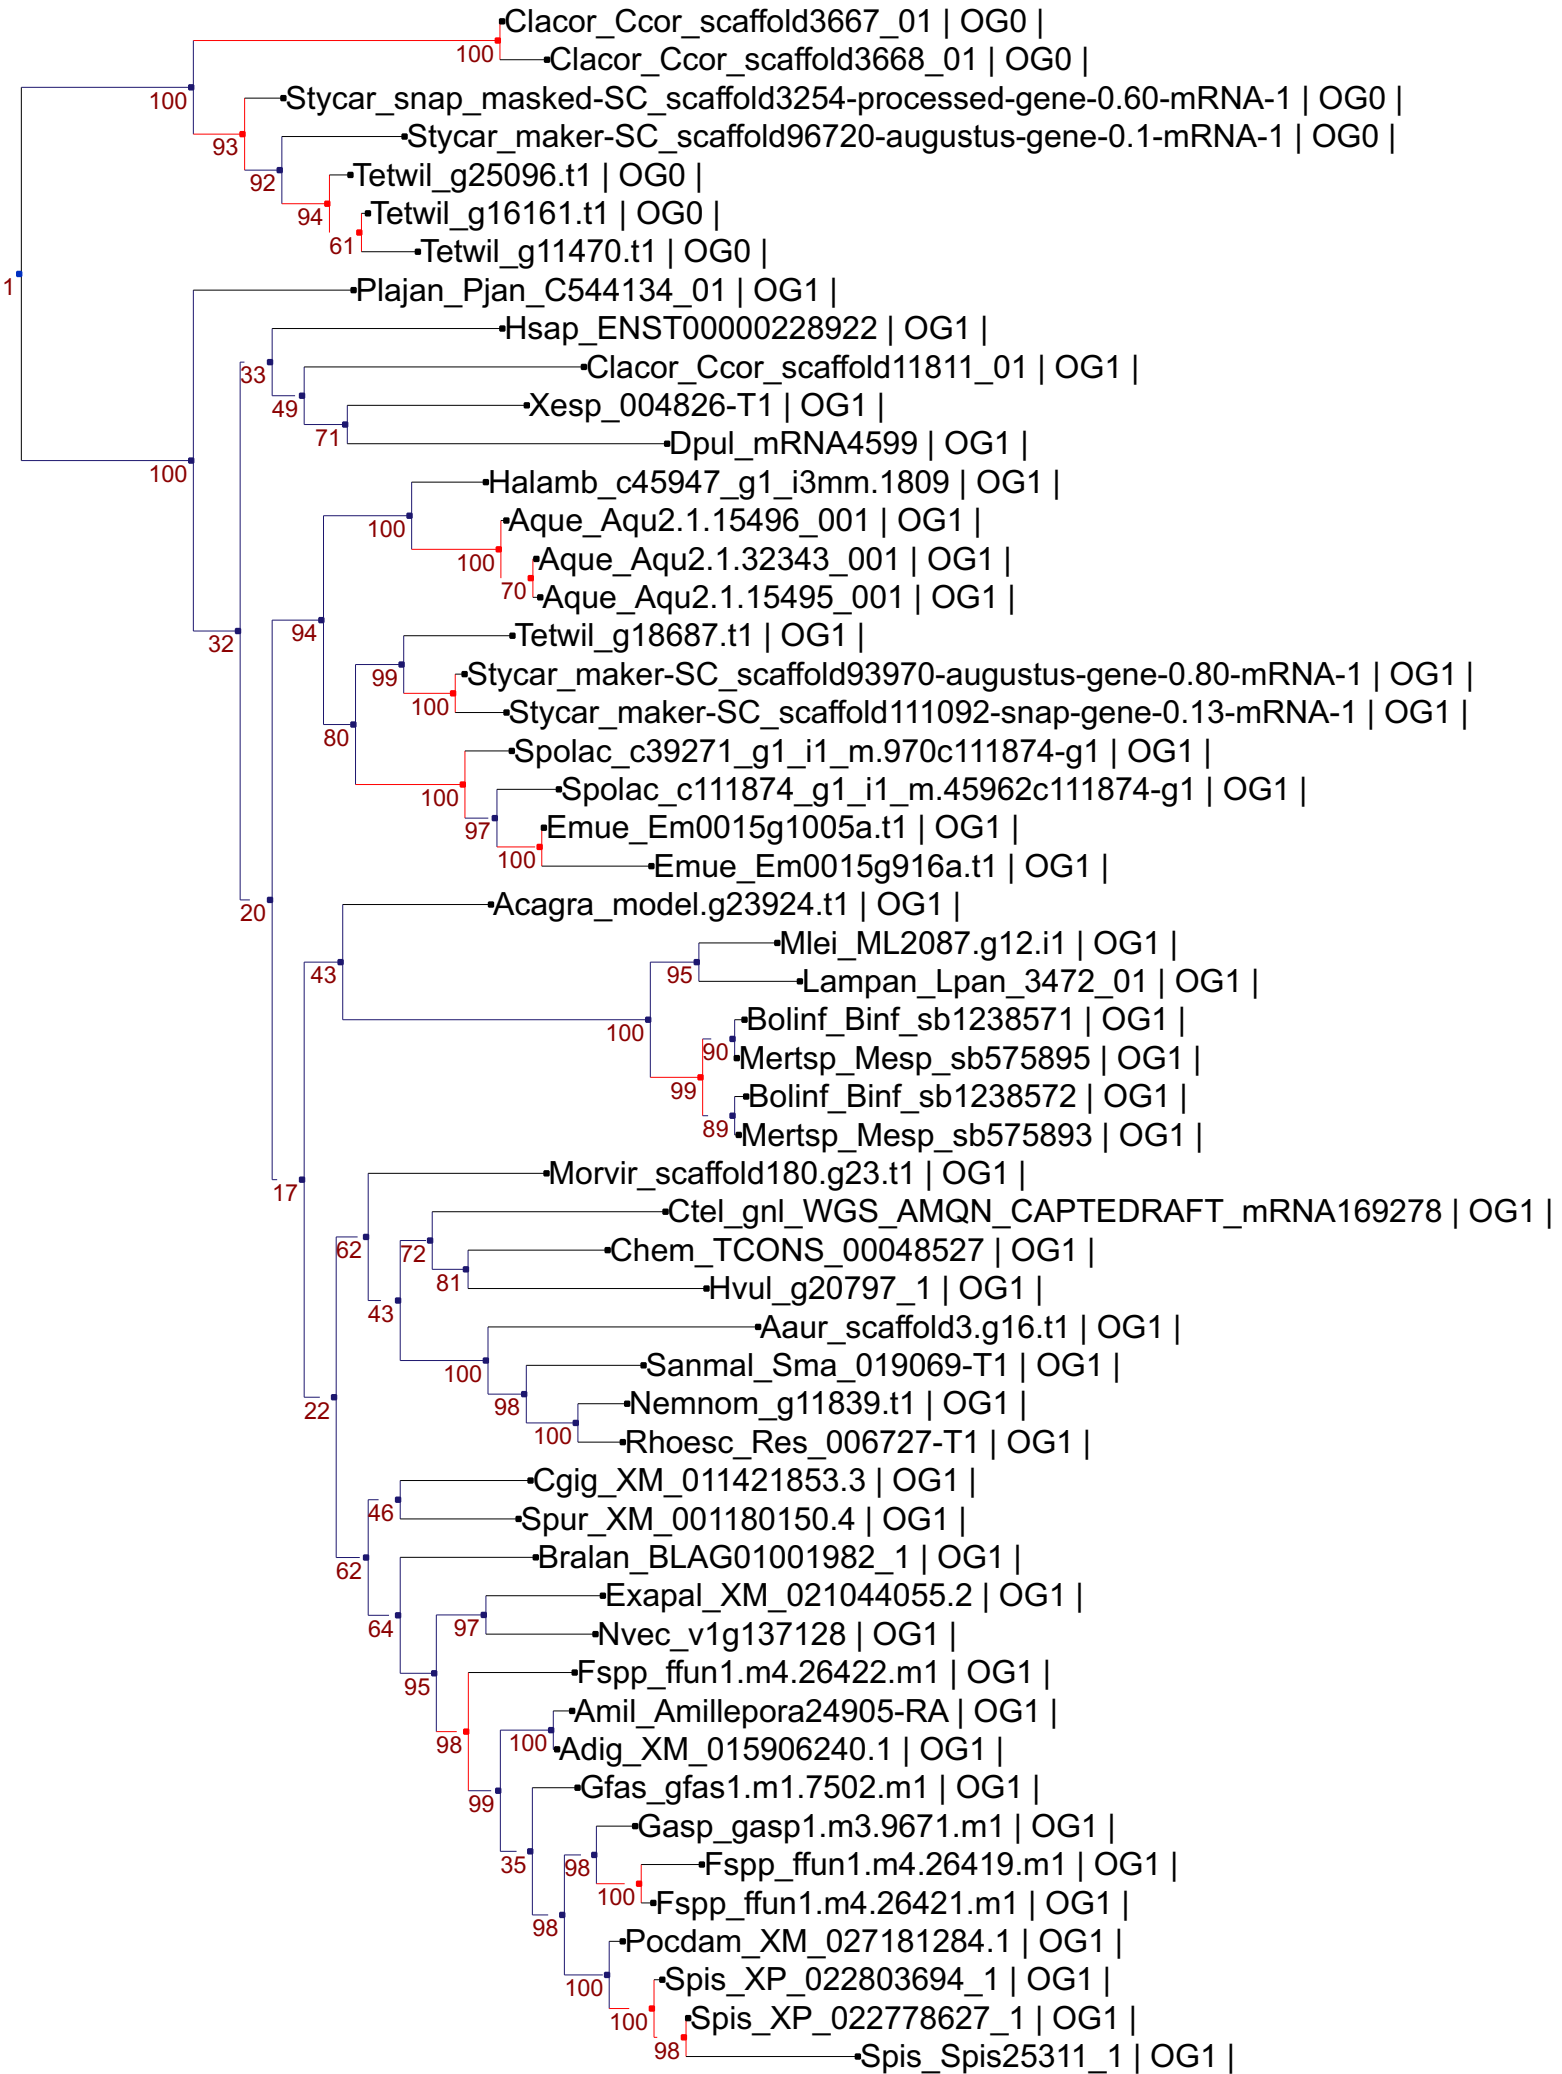 Clacor_Ccor_scaffold3667_01 | OG0 |
100
Clacor_Ccor_scaffold3668_01 | OG0 |
100
Stycar_snap_masked-SC_scaffold3254-processed-gene-0.60-mRNA-1 | OG0 |
Stycar_maker-SC_scaffold96720-augustus-gene-0.1-mRNA-1 | OG0 |
93
Tetwil_g25096.t1 | OG0 |
92
Tetwil_g16161.t1 | OG0 |
94
61
Tetwil_g11470.t1 | OG0 |
1
Plajan_Pjan_C544134_01 | OG1 |
Hsap_ENST00000228922 | OG1 |
33
Clacor_Ccor_scaffold11811_01 | OG1 |
49
Xesp_004826-T1 | OG1 |
71
Dpul_mRNA4599 | OG1 |
100
Halamb_c45947_g1_i3mm.1809 | OG1 |
100
Aque_Aqu2.1.15496_001 | OG1 |
100
Aque_Aqu2.1.32343_001 | OG1 |
70
Aque_Aqu2.1.15495_001 | OG1 |
94
32
Tetwil_g18687.t1 | OG1 |
99
Stycar_maker-SC_scaffold93970-augustus-gene-0.80-mRNA-1 | OG1 |
100
Stycar_maker-SC_scaffold111092-snap-gene-0.13-mRNA-1 | OG1 |
80
Spolac_c39271_g1_i1_m.970c111874-g1 | OG1 |
100
Spolac_c111874_g1_i1_m.45962c111874-g1 | OG1 |
97
Emue_Em0015g1005a.t1 | OG1 |
100
Emue_Em0015g916a.t1 | OG1 |
20
Acagra_model.g23924.t1 | OG1 |
Mlei_ML2087.g12.i1 | OG1 |
43
95
Lampan_Lpan_3472_01 | OG1 |
Bolinf_Binf_sb1238571 | OG1 |
100
90
Mertsp_Mesp_sb575895 | OG1 |
99
Bolinf_Binf_sb1238572 | OG1 |
89
Mertsp_Mesp_sb575893 | OG1 |
Morvir_scaffold180.g23.t1 | OG1 |
17
Ctel_gnl_WGS_AMQN_CAPTEDRAFT_mRNA169278 | OG1 |
62
72
Chem_TCONS_00048527 | OG1 |
81
Hvul_g20797_1 | OG1 |
43
Aaur_scaffold3.g16.t1 | OG1 |
100
Sanmal_Sma_019069-T1 | OG1 |
98
Nemnom_g11839.t1 | OG1 |
22
100
Rhoesc_Res_006727-T1 | OG1 |
Cgig_XM_011421853.3 | OG1 |
46
Spur_XM_001180150.4 | OG1 |
Bralan_BLAG01001982_1 | OG1 |
62
Exapal_XM_021044055.2 | OG1 |
64
97
Nvec_v1g137128 | OG1 |
Fspp_ffun1.m4.26422.m1 | OG1 |
95
Amil_Amillepora24905-RA | OG1 |
98
100
Adig_XM_015906240.1 | OG1 |
Gfas_gfas1.m1.7502.m1 | OG1 |
99
Gasp_gasp1.m3.9671.m1 | OG1 |
35
98
Fspp_ffun1.m4.26419.m1 | OG1 |
100
Fspp_ffun1.m4.26421.m1 | OG1 |
98
Pocdam_XM_027181284.1 | OG1 |
100
Spis_XP_022803694_1 | OG1 |
100
Spis_XP_022778627_1 | OG1 |
98
Spis_Spis25311_1 | OG1 |